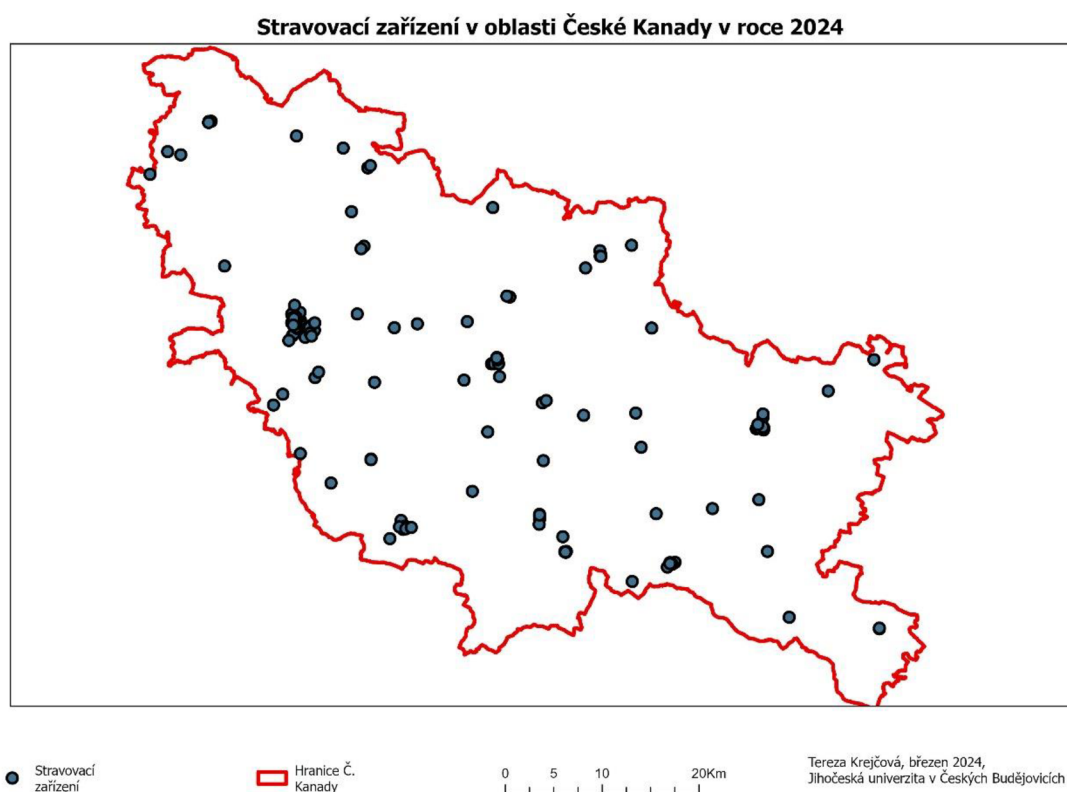 Stravovací zařízení v oblasti České Kanady v roce 2024
Stravovací
zařízení
Hranice Č.
Kanady
0 5 10 20Km
Tereza Krejčová, březen 2024,
Jihočeská univerzita v Českých Budějovicích